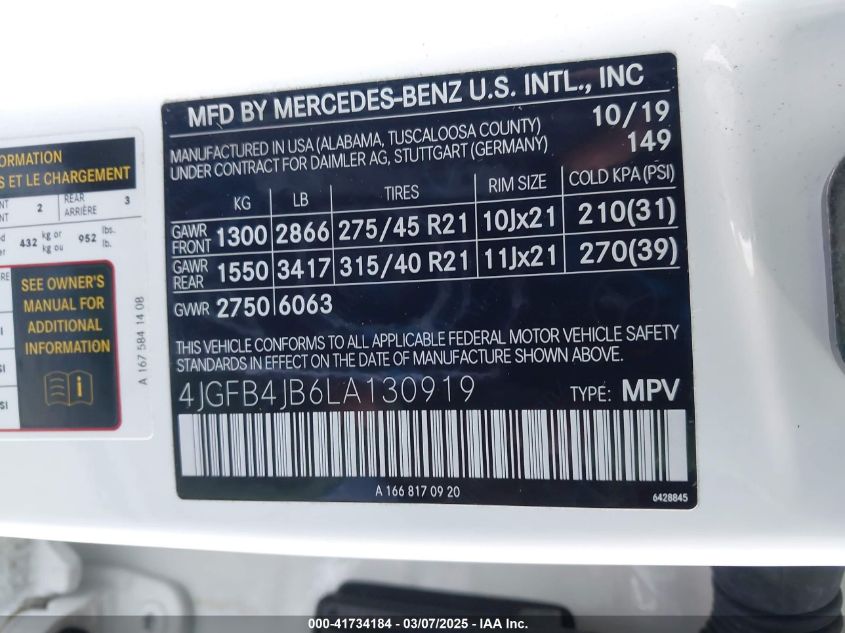 ORMATION
S ET LE CHARGEMENT
2
REAR
ARRIÈRE
3
432 kg or
kg ou
952 lbs.
lb.
SEE OWNER'S
MANUAL FOR
ADDITIONAL
INFORMATION
A 167 584 14 08
MFD BY MERCEDES-BENZ U.S. INTL., INC
MANUFACTURED IN USA (ALABAMA, TUSCALOOSA COUNTY) 10/19
UNDER CONTRACT FOR DAIMLER AG, STUTTGART (GERMANY) 149
KG LB TIRES RIM SIZE COLD KPA (PSI)
GAWR
FRONT 1300 2866 275/45 R21 10Jx21 210(31)
GAWR
REAR 1550 3417 315/40 R21 11Jx21 270(39)
GVWR 2750 6063
THIS VEHICLE CONFORMS TO ALL APPLICABLE FEDERAL MOTOR VEHICLE SAFETY
STANDARDS IN EFFECT ON THE DATE OF MANUFACTURE SHOWN ABOVE.
4JGFB4JB6LA130919 TYPE: MPV
A 166 817 09 20
6428845
000-41734184 - 03/07/2025 - IAA Inc.